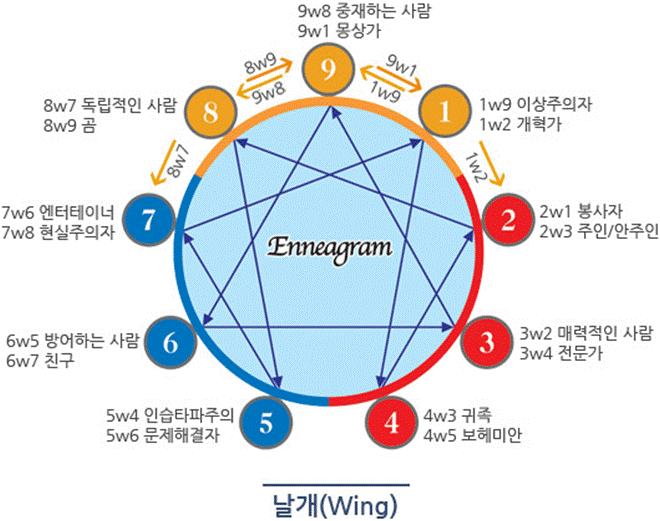 9w8 중재하는 사람
9w1 몽상가
9
8w9
9w8
9w1
1w9
8w7 독립적인 사람
8w9 곰
8
1
1w9 이상주의자
1w2 개혁가
8w7
1w2
7w6 엔터테이너
7w8 현실주의자
7
2
2w1 봉사자
2w3 주인/안주인
Enneagram
6w5 방어하는 사람
6w7 친구
6
3
3w2 매력적인 사람
3w4 전문가
5w4 인습타파주의
5w6 문제해결자
5
4
4w3 귀족
4w5 보헤미안
날개(Wing)